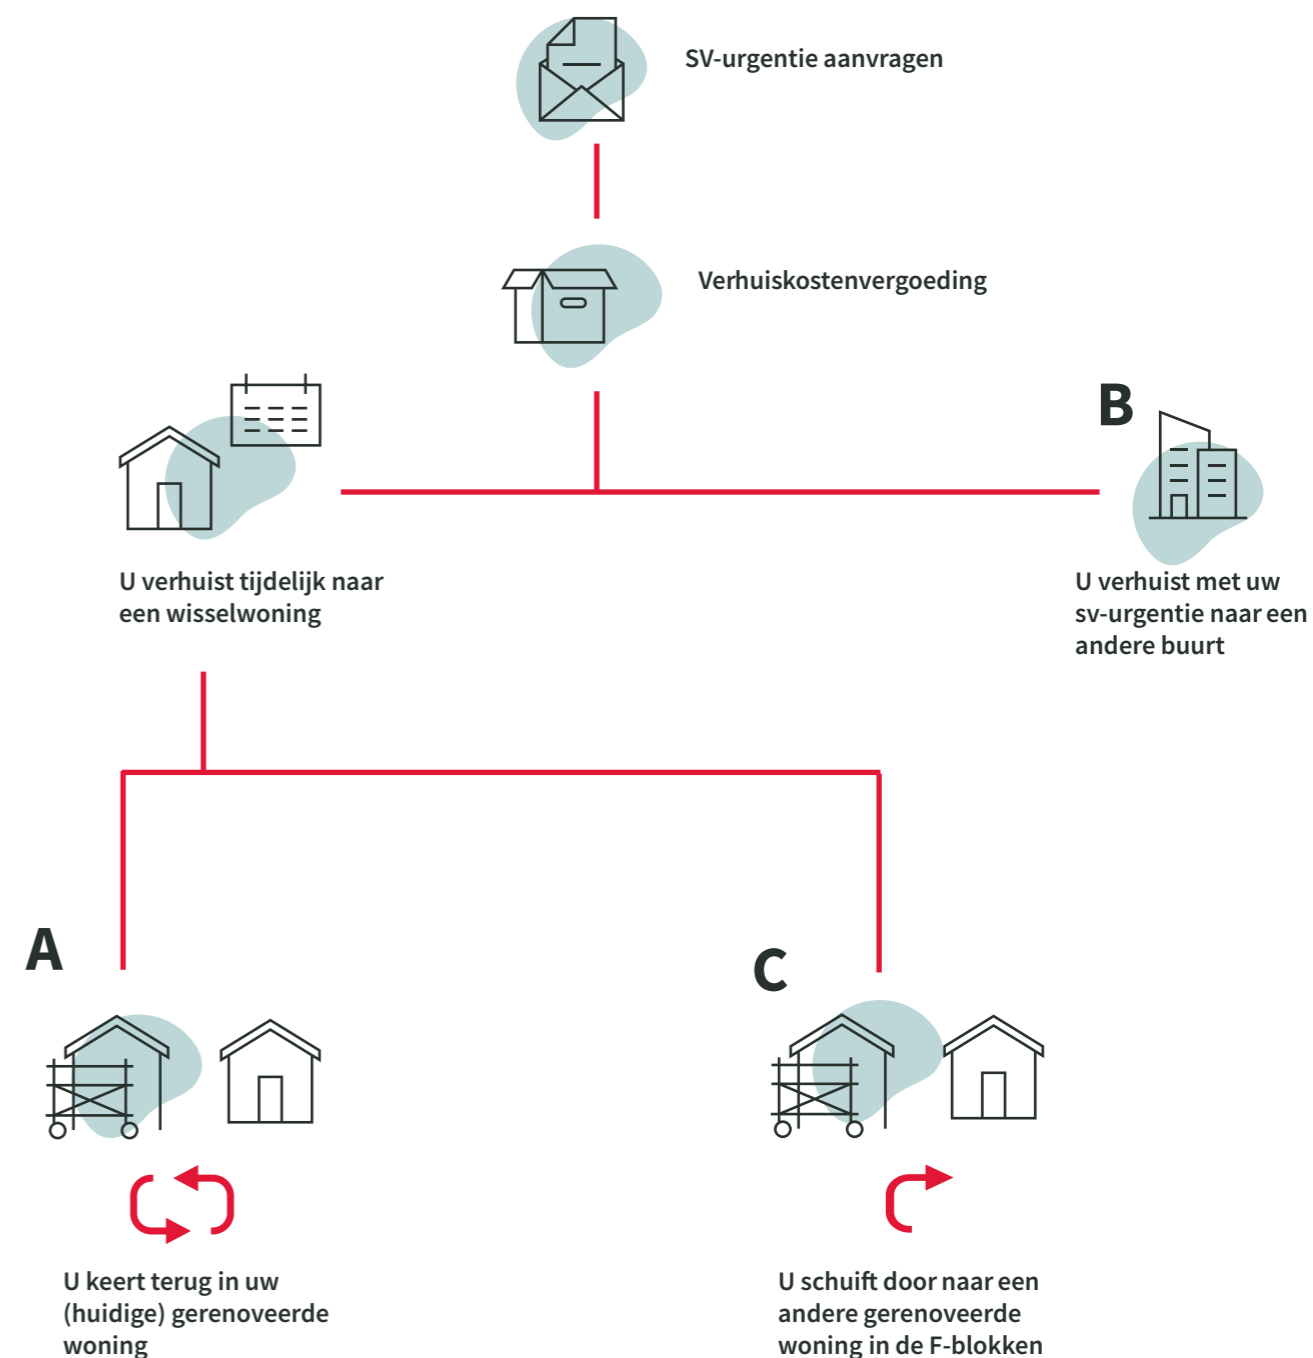 SV-urgentie aanvragen
Verhuiskostenvergoeding
B
U verhuist tijdelijk naar
een wisselwoning
U verhuist met uw
sv-urgentie naar een
andere buurt
A
C
U keert terug in uw
(huidige) gerenoveerde
woning
U schuift door naar een
andere gerenoveerde
woning in de F-blokken